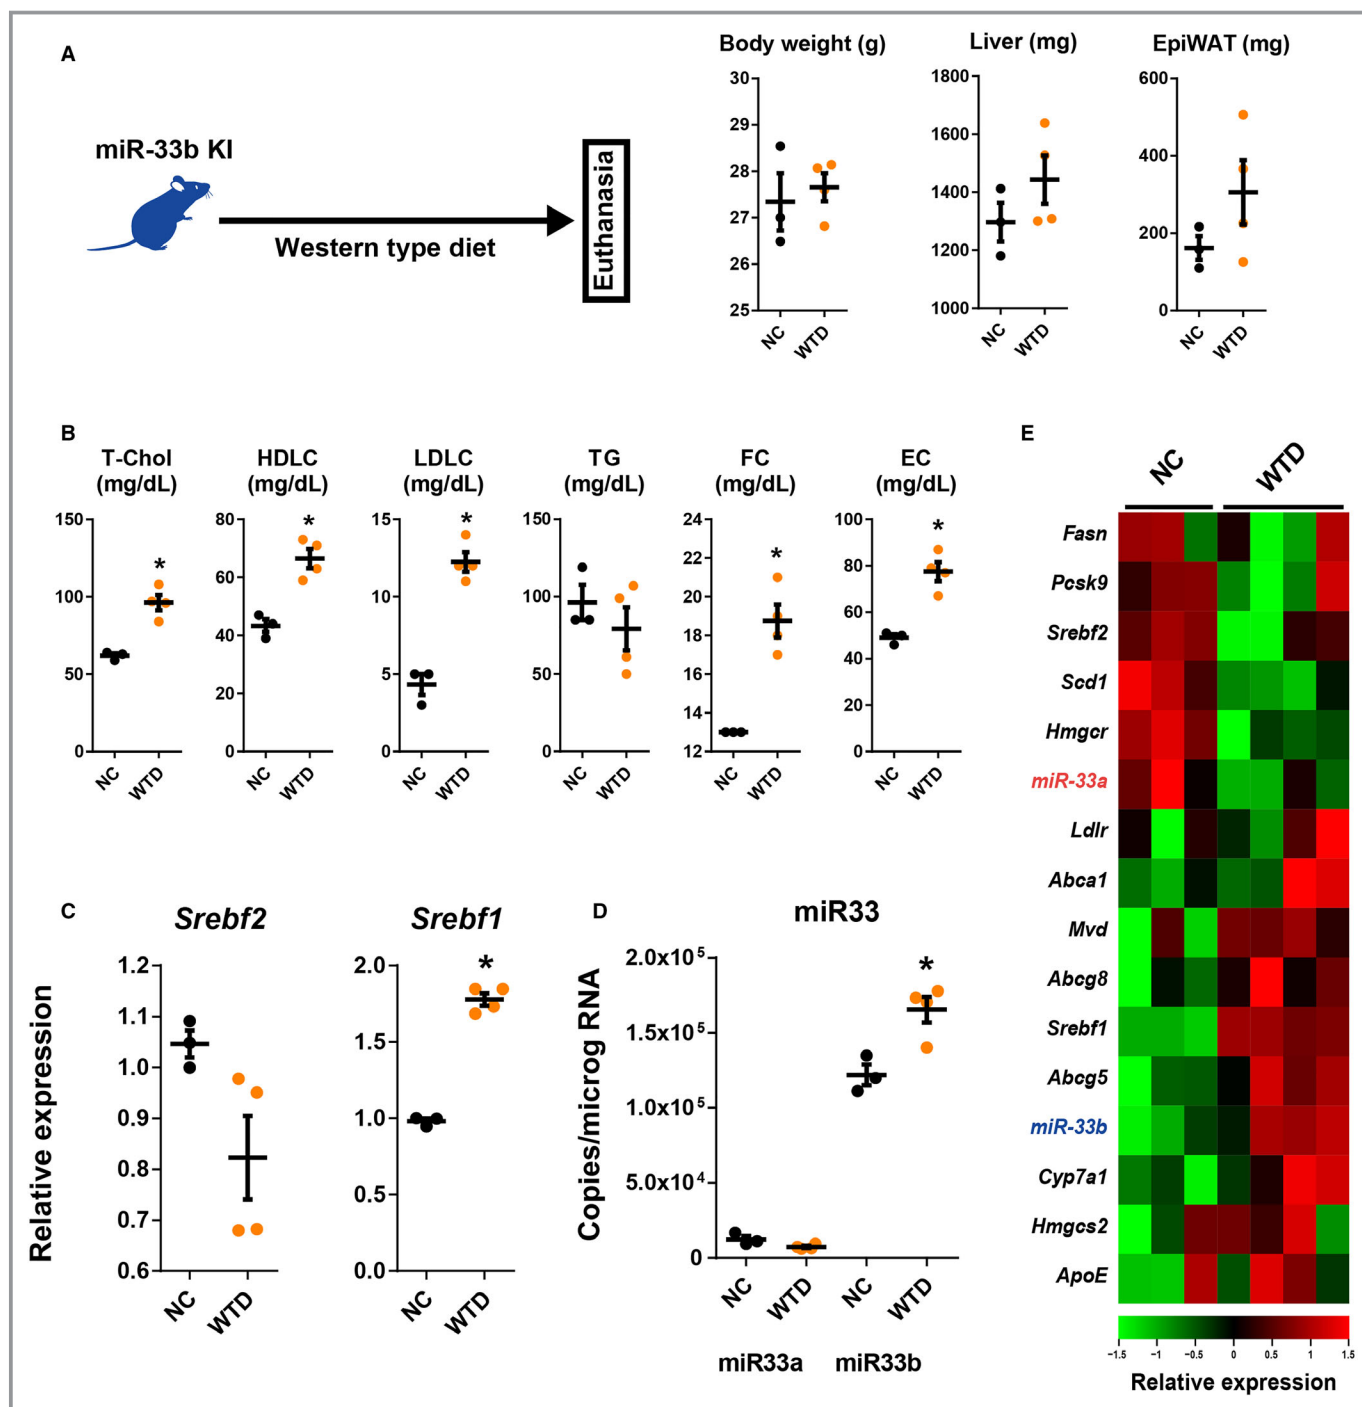 A
miR-33b KI
Western type diet
Euthanasia
Body weight (g)
30
29
28
27
26
25
NC
WTD
Liver (mg)
1800
1600
1400
1200
1000
NC
WTD
EpiWAT (mg)
600
400
200
0
NC
WTD
B
T-Chol
(mg/dL)
150
*
100
50
0
NC
WTD
HDLC
(mg/dL)
80
*
60
40
20
0
NC
WTD
LDLC
(mg/dL)
15
*
10
5
0
NC
WTD
TG
(mg/dL)
150
100
50
0
NC
WTD
FC
(mg/dL)
24
22
*
20
18
16
14
12
NC
WTD
EC
(mg/dL)
100
*
80
60
40
20
0
NC
WTD
C
Relative expression
Srebf2
1.2
1.1
1.0
0.9
0.8
0.7
0.6
NC
WTD
Srebf1
*
2.0
1.5
1.0
0.5
0.0
NC
WTD
D
miR33
Copies/microg RNA
2.0x10⁵
*
1.5x10⁵
1.0x10⁵
5.0x10⁴
0
NC
WTD
NC
WTD
miR33a
miR33b
E
NC
WTD
Fasn
Pcsk9
Srebf2
Scd1
Hmgcr
miR-33a
Ldlr
Abca1
Mvd
Abcg8
Srebf1
Abcg5
miR-33b
Cyp7a1
Hmgcs2
ApoE
−1.5 −1 −0.5 0 0.5 1 1.5
Relative expression